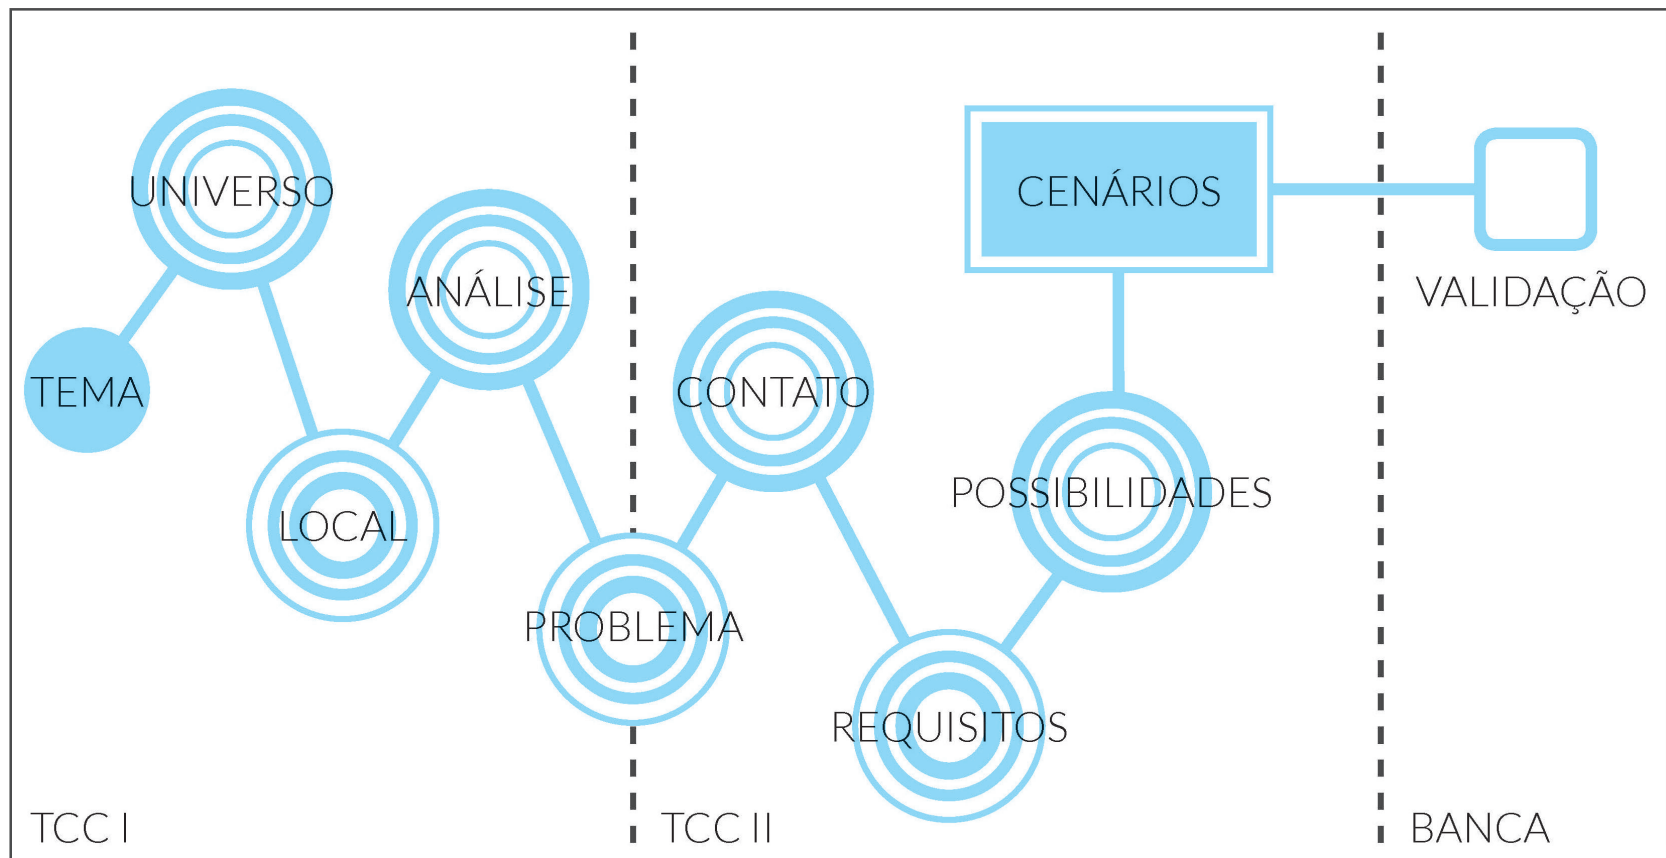 UNIVERSO
CENÁRIOS
ANÁLISE
VALIDAÇÃO
TEMA
CONTATO
POSSIBILIDADES
LOCAL
PROBLEMA
REQUISITOS
TCC I
TCC II
BANCA